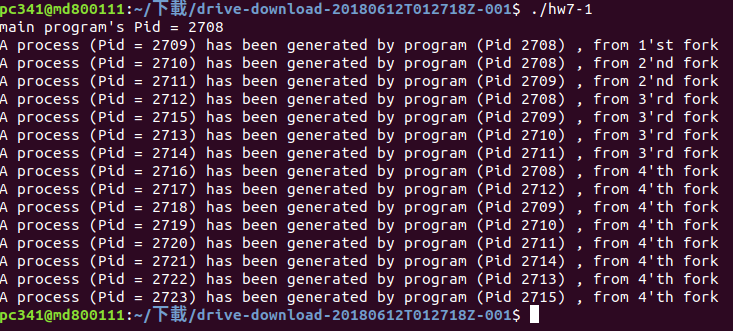 pc341@md800111:~/下載/drive-download-20180612T012718Z-001$ ./hw7-1
main program's Pid = 2708
A process (Pid = 2709) has been generated by program (Pid 2708) , from 1'st fork
A process (Pid = 2710) has been generated by program (Pid 2708) , from 2'nd fork
A process (Pid = 2711) has been generated by program (Pid 2709) , from 2'nd fork
A process (Pid = 2712) has been generated by program (Pid 2708) , from 3'rd fork
A process (Pid = 2715) has been generated by program (Pid 2709) , from 3'rd fork
A process (Pid = 2713) has been generated by program (Pid 2710) , from 3'rd fork
A process (Pid = 2714) has been generated by program (Pid 2711) , from 3'rd fork
A process (Pid = 2716) has been generated by program (Pid 2708) , from 4'th fork
A process (Pid = 2717) has been generated by program (Pid 2712) , from 4'th fork
A process (Pid = 2718) has been generated by program (Pid 2709) , from 4'th fork
A process (Pid = 2719) has been generated by program (Pid 2710) , from 4'th fork
A process (Pid = 2720) has been generated by program (Pid 2711) , from 4'th fork
A process (Pid = 2721) has been generated by program (Pid 2714) , from 4'th fork
A process (Pid = 2722) has been generated by program (Pid 2713) , from 4'th fork
A process (Pid = 2723) has been generated by program (Pid 2715) , from 4'th fork
pc341@md800111:~/下載/drive-download-20180612T012718Z-001$